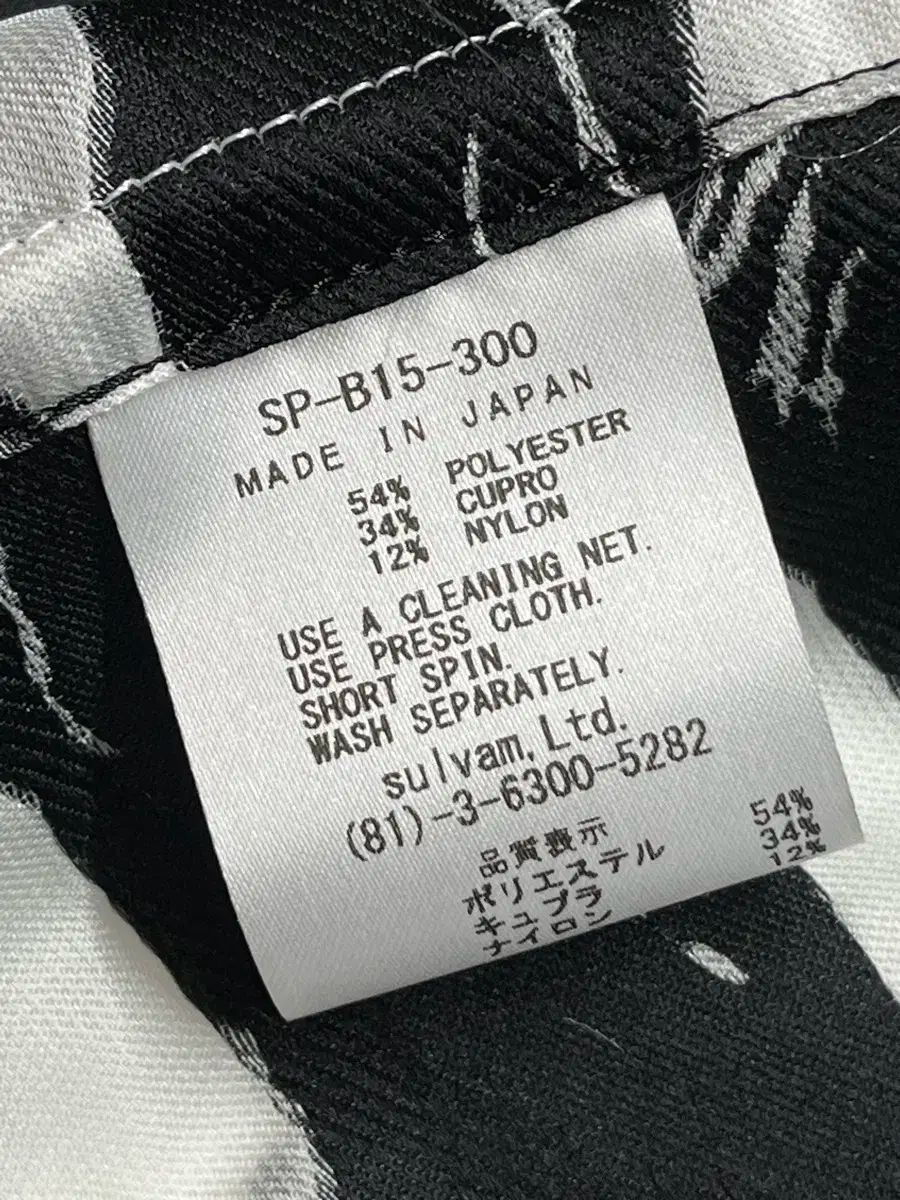 SP-B15-300
MADE IN JAPAN
54% POLYESTER
34% CUPRO
12% NYLON
USE A CLEANING NET.
USE PRESS CLOTH.
SHORT SPIN.
WASH SEPARATELY.
sulvam,Ltd.
(81)-3-6300-5282
品質表示
ポリエステル 54%
キュプラ 34%
ナイロン 12%